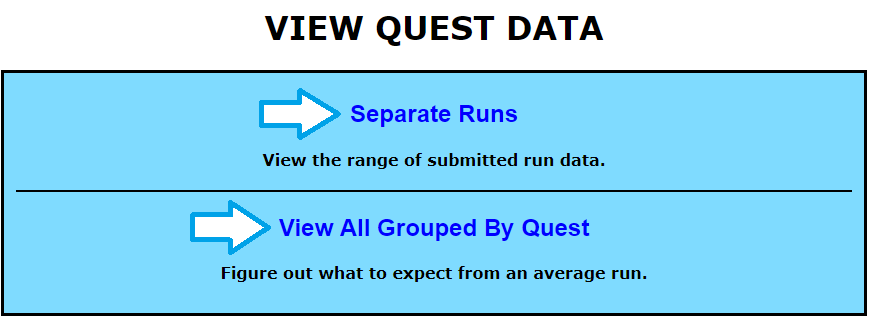 VIEW QUEST DATA
Separate Runs
View the range of submitted run data.
View All Grouped By Quest
Figure out what to expect from an average run.